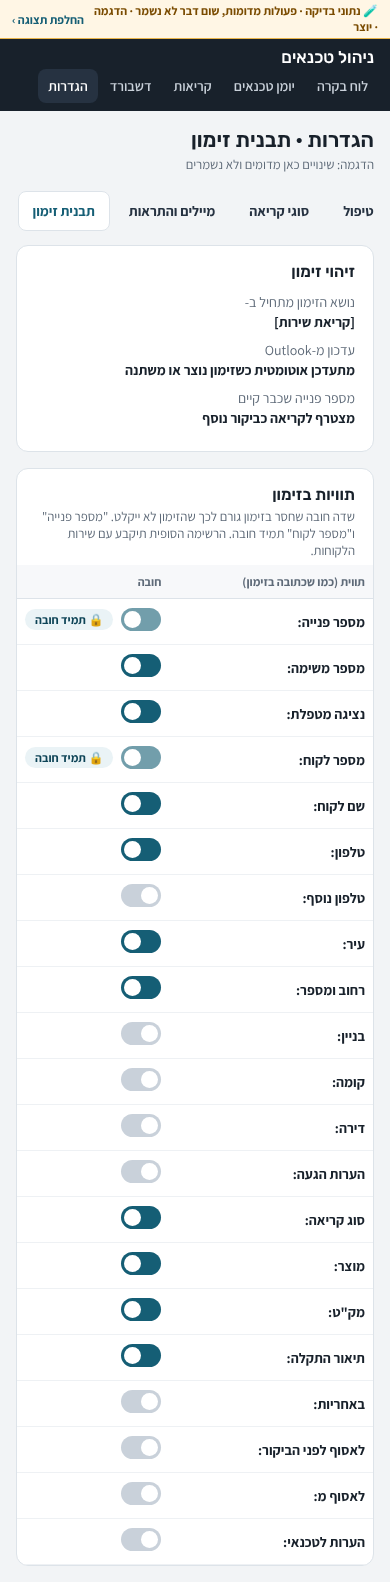 🧪 נתוני בדיקה · פעולות מדומות, שום דבר לא נשמר · הדגמה
· יוצר
החלפת תצוגה ›
ניהול טכנאים
לוח בקרה
יומן טכנאים
קריאות
דשבורד
הגדרות
הגדרות • תבנית זימון
הדגמה: שינויים כאן מדומים ולא נשמרים
טיפול
סוגי קריאה
מיילים והתראות
תבנית זימון
זיהוי זימון
נושא הזימון מתחיל ב-
[קריאת שירות]
עדכון מ-Outlook
מתעדכן אוטומטית כשזימון נוצר או משתנה
מספר פנייה שכבר קיים
מצטרף לקריאה כביקור נוסף
תוויות בזימון
שדה חובה שחסר בזימון גורם לכך שהזימון לא ייקלט. "מספר פנייה"
ו"מספר לקוח" תמיד חובה. הרשימה הסופית תיקבע עם שירות
הלקוחות.
תווית (כמו שכתובה בזימון)
חובה
מספר פנייה:
🔒 תמיד חובה
מספר משימה:
נציגה מטפלת:
מספר לקוח:
🔒 תמיד חובה
שם לקוח:
טלפון:
טלפון נוסף:
עיר:
רחוב ומספר:
בניין:
קומה:
דירה:
הערות הגעה:
סוג קריאה:
מוצר:
מק"ט:
תיאור התקלה:
באחריות:
לאסוף לפני הביקור:
לאסוף מ:
הערות לטכנאי: